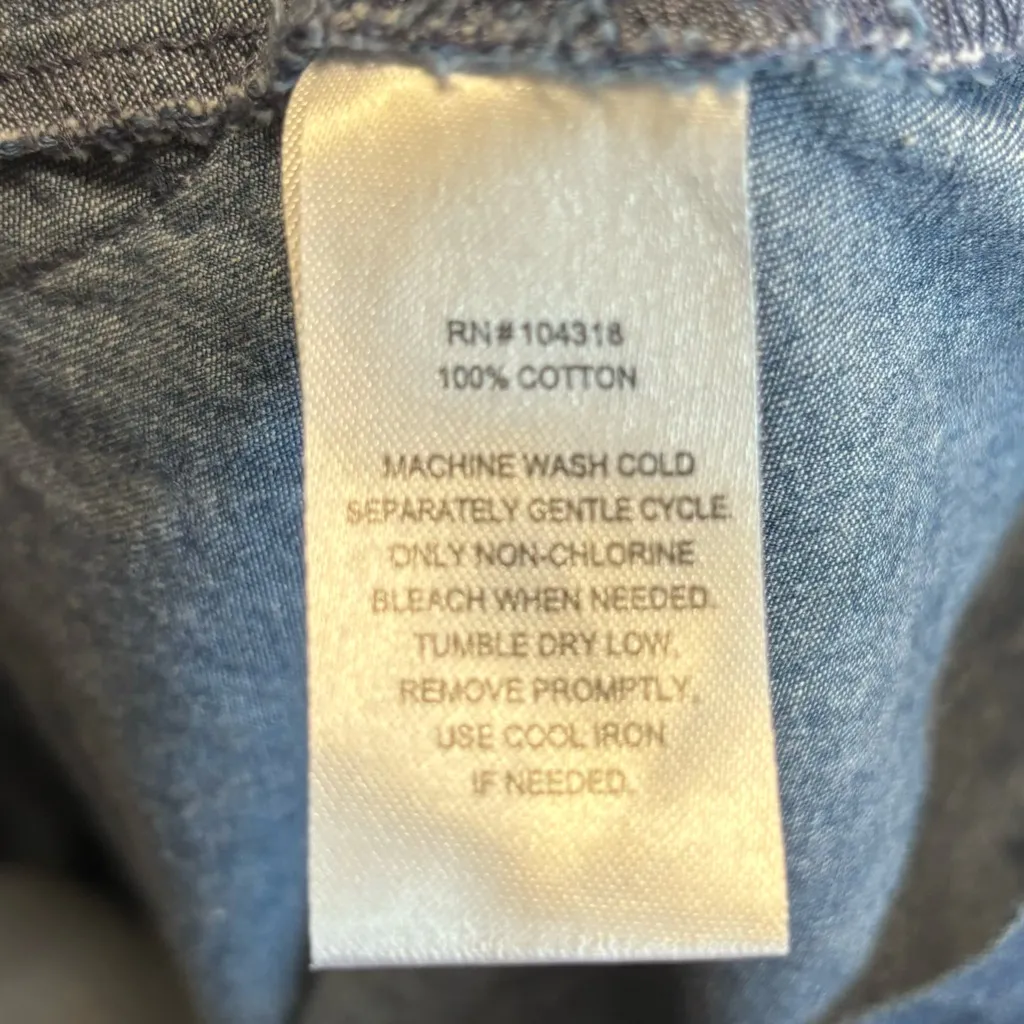 RN#104318
100% COTTON
MACHINE WASH COLD
SEPARATELY GENTLE CYCLE.
ONLY NON-CHLORINE
BLEACH WHEN NEEDED.
TUMBLE DRY LOW.
REMOVE PROMPTLY.
USE COOL IRON
IF NEEDED.